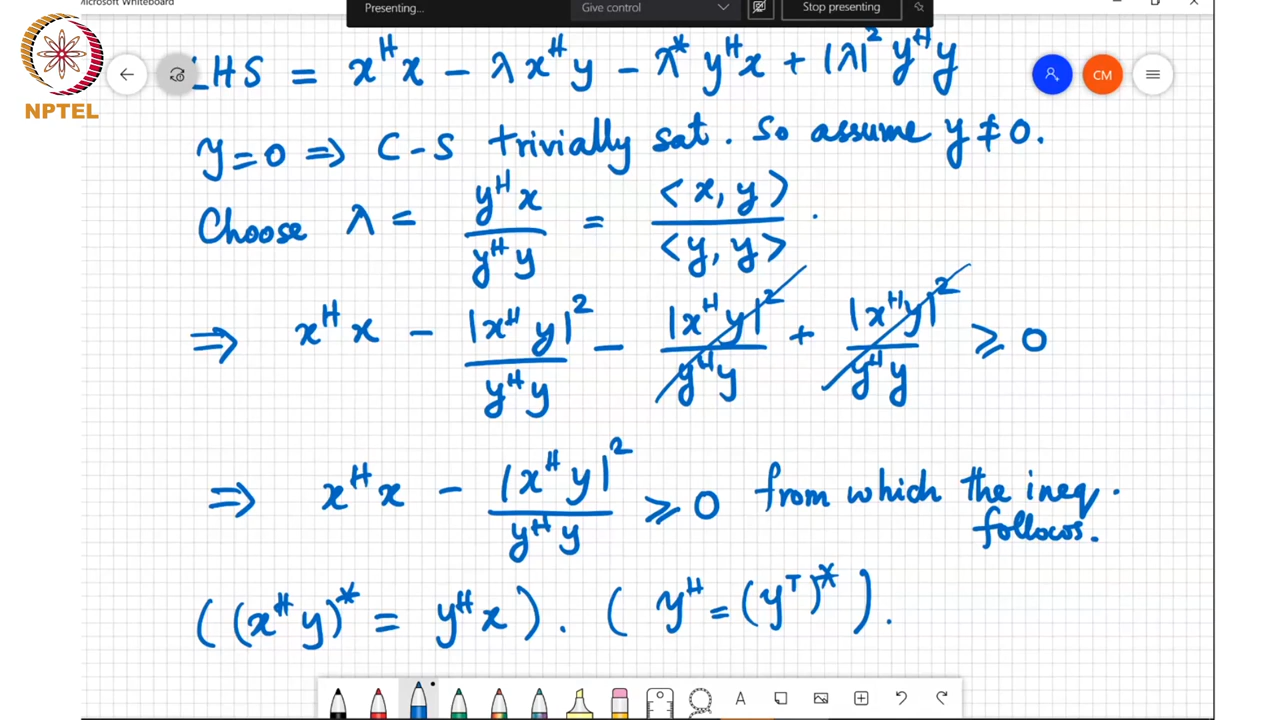 Microsoft Whiteboard
Presenting... Give control Stop presenting
NPTEL
CM
LHS = x^H x - λ x^H y - λ^* y^H x + |λ|^2 y^H y
y = 0 ⇒ C-S trivially sat. So assume y ≠ 0.
Choose λ = y^H x / y^H y = <x, y> / <y, y>.
⇒ x^H x - |x^H y|^2 / y^H y - |x^H y|^2 / y^H y + |x^H y|^2 / y^H y ≥ 0
⇒ x^H x - |x^H y|^2 / y^H y ≥ 0 from which the ineq. follows.
((x^H y)^* = y^H x). (y^H = (y^T)^*).
A